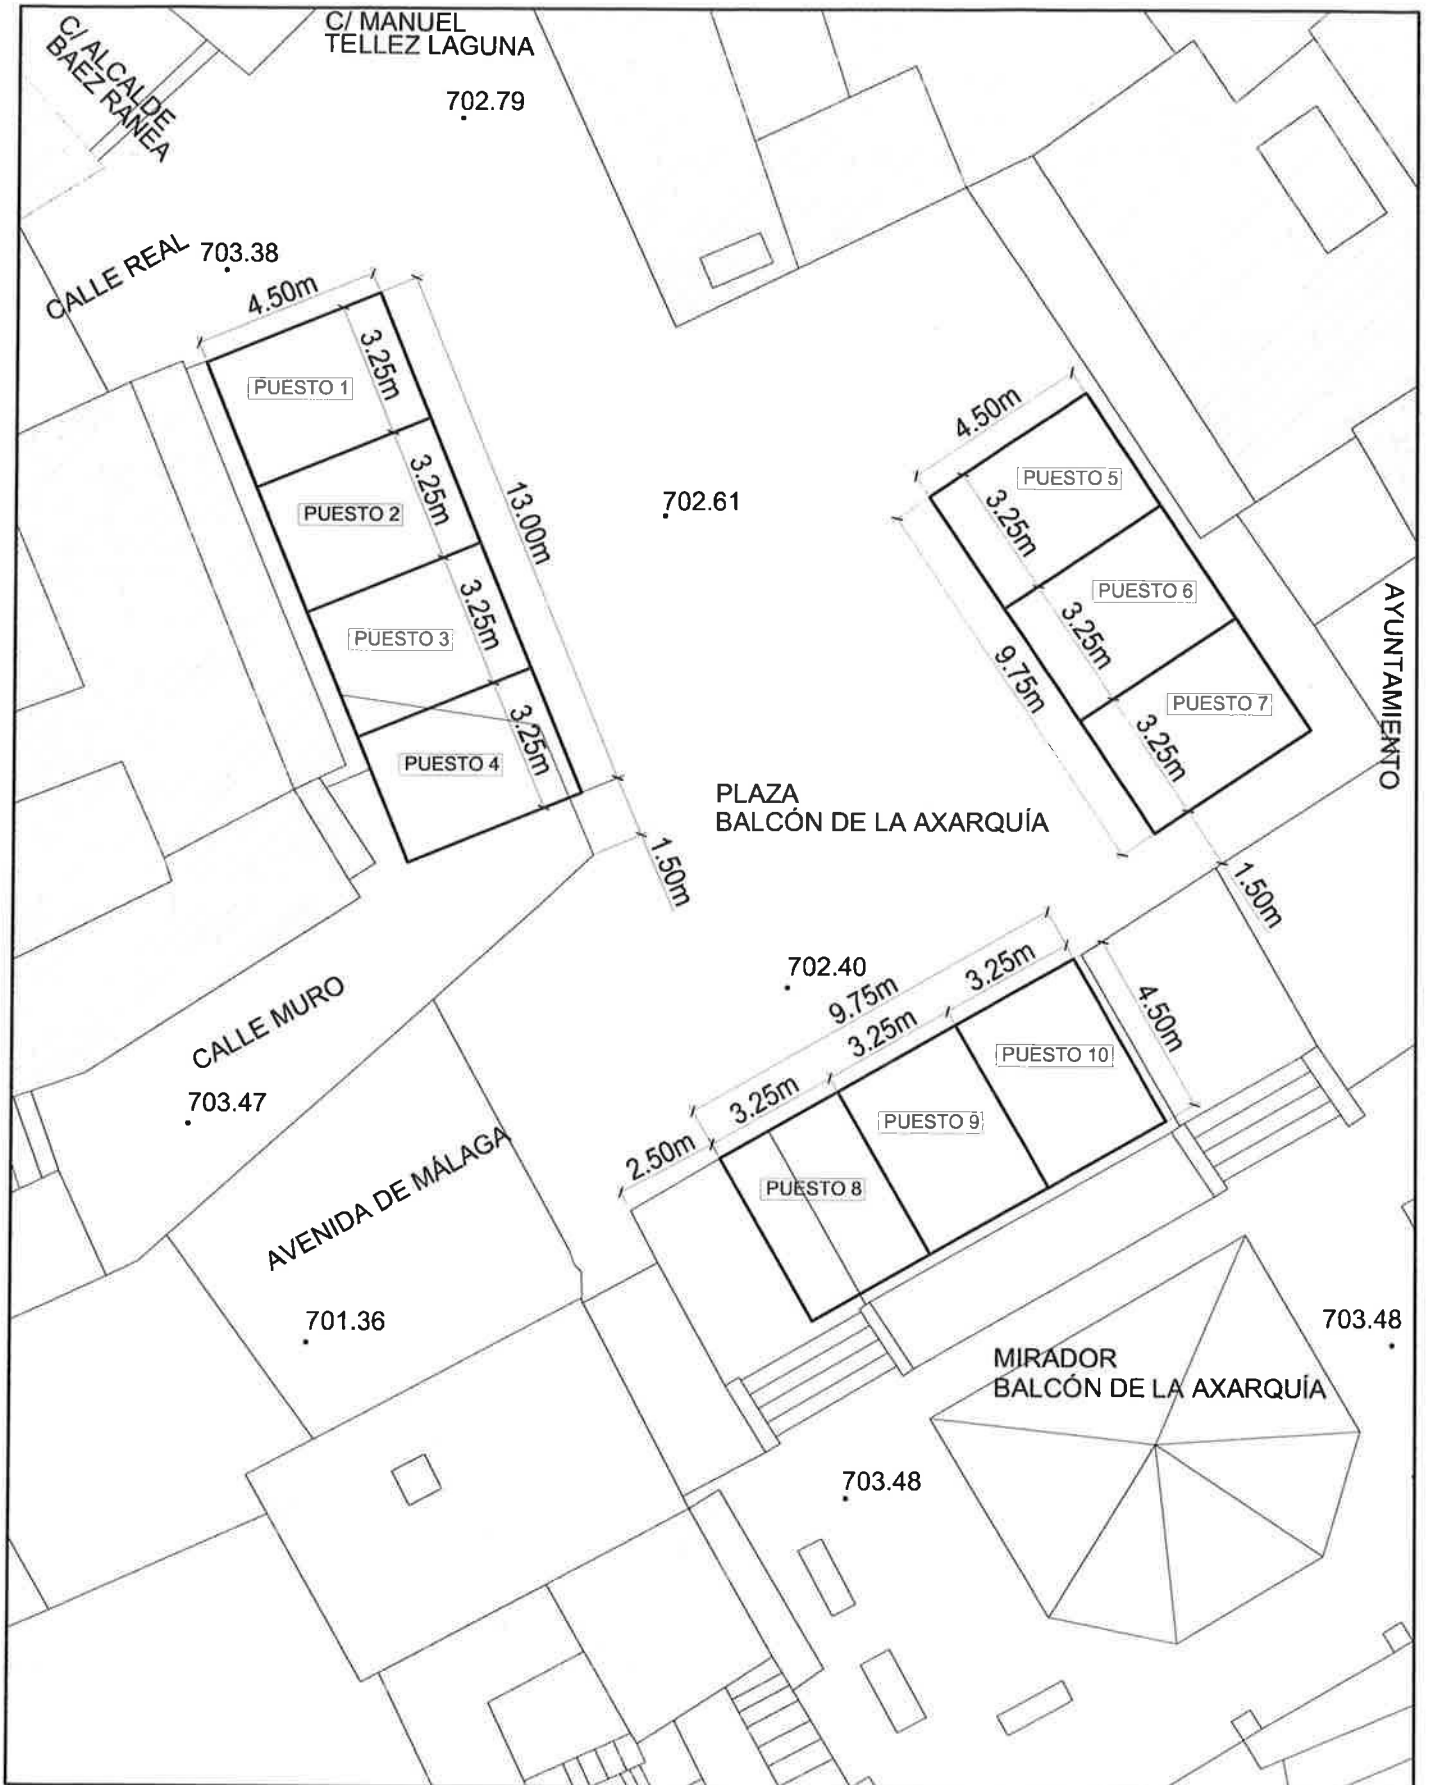 C/ MANUEL
TELLEZ LAGUNA
C/ ALCALDE
BAEZ RANEA
702.79
CALLE REAL
703.38
4.50m
3.25m
PUESTO 1
3.25m
PUESTO 2
13.00m
3.25m
PUESTO 3
3.25m
PUESTO 4
1.50m
702.61
4.50m
PUESTO 5
3.25m
PUESTO 6
3.25m
9.75m
PUESTO 7
3.25m
1.50m
AYUNTAMIENTO
PLAZA
BALCÓN DE LA AXARQUÍA
702.40
9.75m
3.25m
3.25m
3.25m
2.50m
4.50m
PUESTO 10
PUESTO 9
PUESTO 8
CALLE MURO
703.47
AVENIDA DE MÁLAGA
701.36
703.48
MIRADOR
BALCÓN DE LA AXARQUÍA
703.48